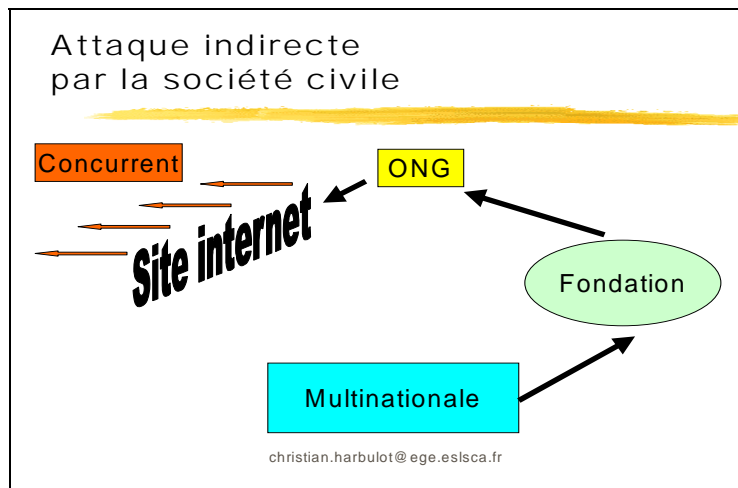 Attaque indirecte
par la société civile
Concurrent
ONG
Site internet
Fondation
Multinationale
christian.harbulot@ege.eslsca.fr